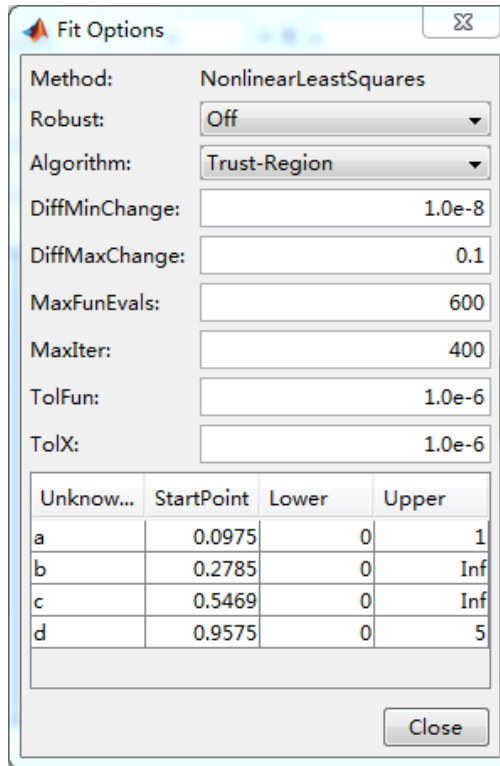 Fit Options
Method: NonlinearLeastSquares
Robust: Off
Algorithm: Trust-Region
DiffMinChange: 1.0e-8
DiffMaxChange: 0.1
MaxFunEvals: 600
MaxIter: 400
TolFun: 1.0e-6
TolX: 1.0e-6
Unknow... StartPoint Lower Upper
a 0.0975 0 1
b 0.2785 0 Inf
c 0.5469 0 Inf
d 0.9575 0 5
Close